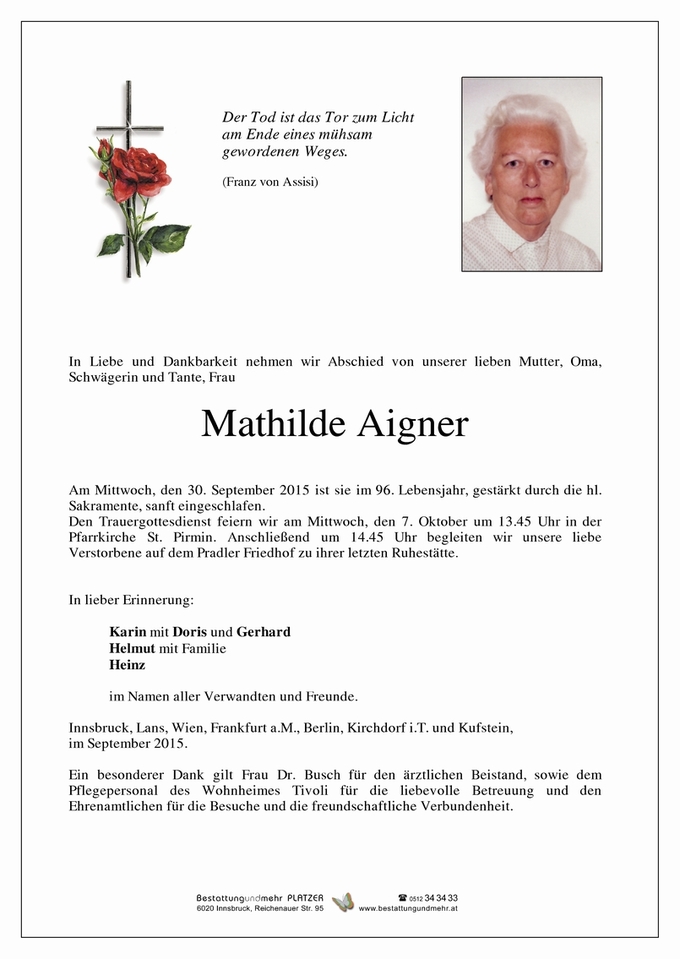 Der Tod ist das Tor zum Licht
am Ende eines mühsam
gewordenen Weges.
(Franz von Assisi)
In Liebe und Dankbarkeit nehmen wir Abschied von unserer lieben Mutter, Oma,
Schwägerin und Tante, Frau
Mathilde Aigner
Am Mittwoch, den 30. September 2015 ist sie im 96. Lebensjahr, gestärkt durch die hl.
Sakramente, sanft eingeschlafen.
Den Trauergottesdienst feiern wir am Mittwoch, den 7. Oktober um 13.45 Uhr in der
Pfarrkirche St. Pirmin. Anschließend um 14.45 Uhr begleiten wir unsere liebe
Verstorbene auf dem Pradler Friedhof zu ihrer letzten Ruhestätte.
In lieber Erinnerung:
Karin mit Doris und Gerhard
Helmut mit Familie
Heinz
im Namen aller Verwandten und Freunde.
Innsbruck, Lans, Wien, Frankfurt a.M., Berlin, Kirchdorf i.T. und Kufstein,
im September 2015.
Ein besonderer Dank gilt Frau Dr. Busch für den ärztlichen Beistand, sowie dem
Pflegepersonal des Wohnheimes Tivoli für die liebevolle Betreuung und den
Ehrenamtlichen für die Besuche und die freundschaftliche Verbundenheit.
Bestattungundmehr PLATZER ☎ 0512 34 34 33
6020 Innsbruck, Reichenauer Str. 95 www.bestattungundmehr.at